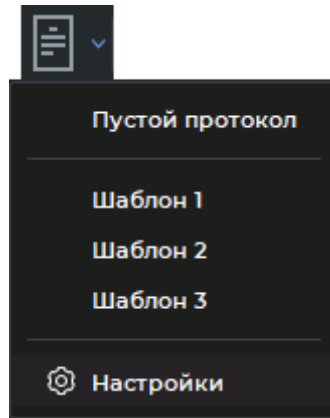 Пустой протокол
Шаблон 1
Шаблон 2
Шаблон 3
Настройки